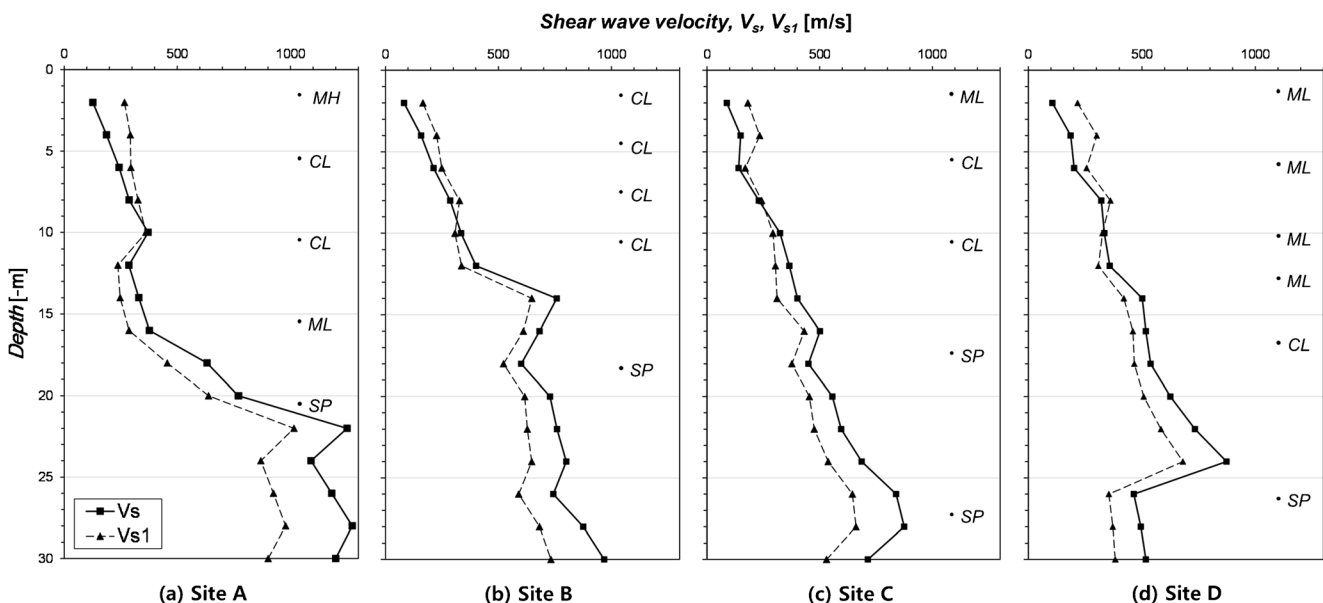 Shear wave velocity, Vs, Vs1 [m/s]
0 500 1000 0 500 1000 0 500 1000 0 500 1000
Depth [-m]
0
5
10
15
20
25
30
MH
CL
CL
ML
SP
Vs
Vs1
CL
CL
CL
CL
SP
ML
CL
CL
SP
SP
ML
ML
ML
ML
CL
SP
(a) Site A
(b) Site B
(c) Site C
(d) Site D